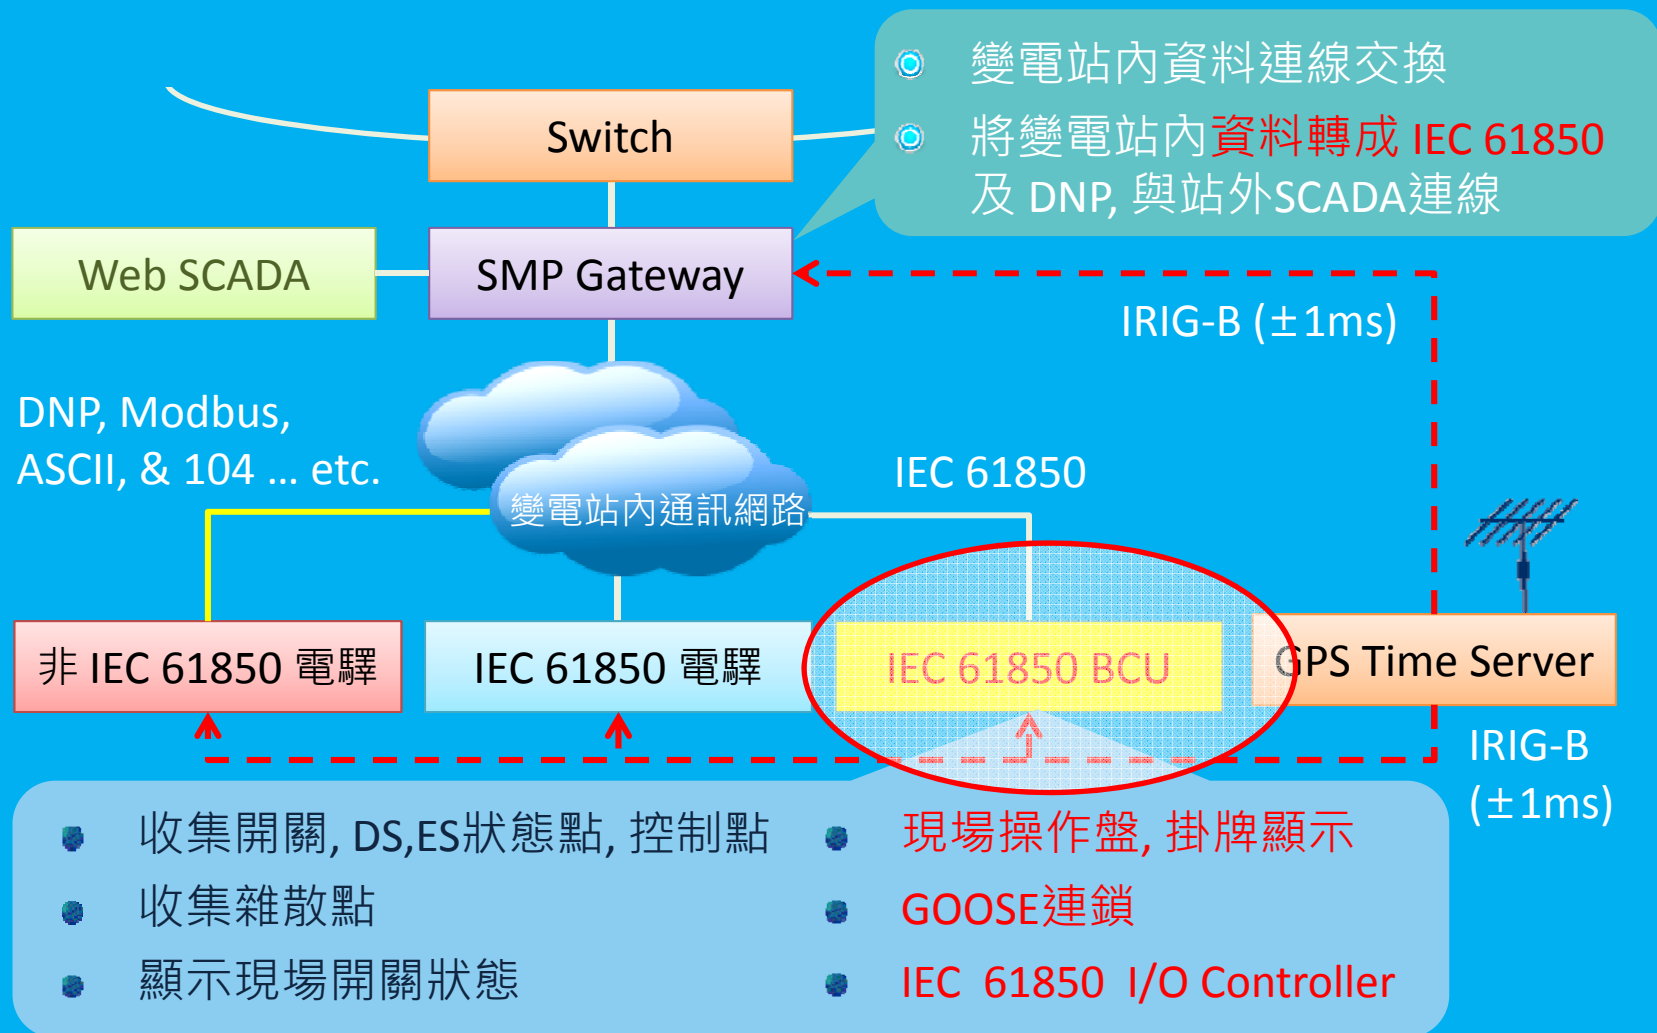 變電站內資料連線交換
將變電站內資料轉成 IEC 61850
及 DNP, 與站外SCADA連線
Switch
Web SCADA
SMP Gateway
IRIG-B (±1ms)
DNP, Modbus,
ASCII, & 104 ... etc.
IEC 61850
變電站內通訊網路
非 IEC 61850 電驛
IEC 61850 電驛
IEC 61850 BCU
GPS Time Server
IRIG-B
(±1ms)
收集開關, DS,ES狀態點, 控制點
收集雜散點
顯示現場開關狀態
現場操作盤, 掛牌顯示
GOOSE連鎖
IEC 61850 I/O Controller